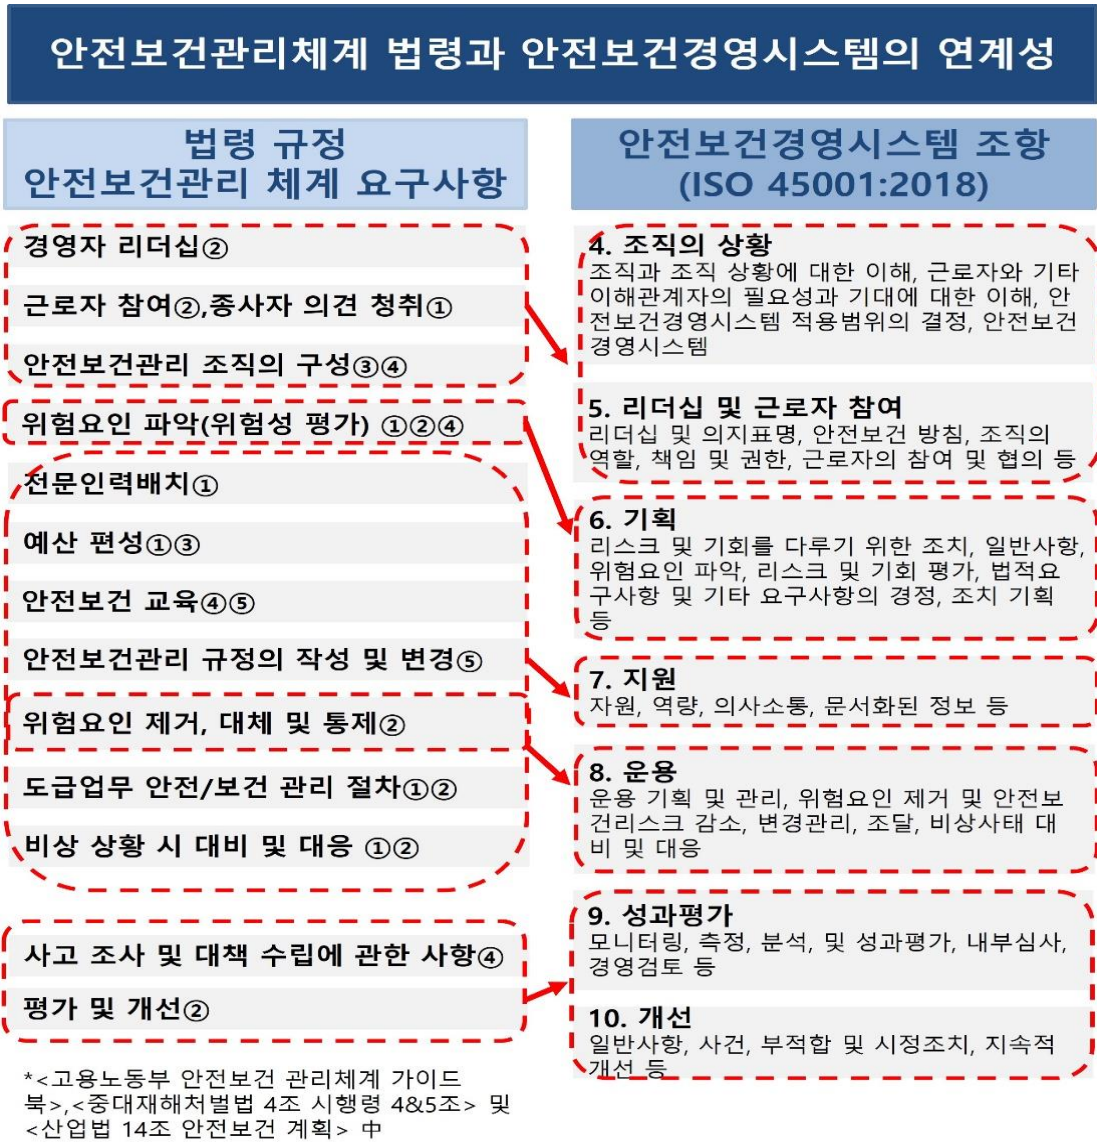 안전보건관리체계 법령과 안전보건경영시스템의 연계성
법령 규정
안전보건관리 체계 요구사항
경영자 리더십②
근로자 참여②,종사자 의견 청취①
안전보건관리 조직의 구성③④
위험요인 파악(위험성 평가) ①②④
전문인력배치①
예산 편성①③
안전보건 교육④⑤
안전보건관리 규정의 작성 및 변경⑤
위험요인 제거, 대체 및 통제②
도급업무 안전/보건 관리 절차①②
비상 상황 시 대비 및 대응 ①②
사고 조사 및 대책 수립에 관한 사항④
평가 및 개선②
*<고용노동부 안전보건 관리체계 가이드
북>,<중대재해처벌법 4조 시행령 4&5조> 및
<산업법 14조 안전보건 계획> 中
안전보건경영시스템 조항
(ISO 45001:2018)
4. 조직의 상황
조직과 조직 상황에 대한 이해, 근로자와 기타
이해관계자의 필요성과 기대에 대한 이해, 안
전보건경영시스템 적용범위의 결정, 안전보건
경영시스템
5. 리더십 및 근로자 참여
리더십 및 의지표명, 안전보건 방침, 조직의
역할, 책임 및 권한, 근로자의 참여 및 협의 등
6. 기획
리스크 및 기회를 다루기 위한 조치, 일반사항,
위험요인 파악, 리스크 및 기회 평가, 법적요
구사항 및 기타 요구사항의 경정, 조치 기획
등
7. 지원
자원, 역량, 의사소통, 문서화된 정보 등
8. 운용
운용 기획 및 관리, 위험요인 제거 및 안전보
건리스크 감소, 변경관리, 조달, 비상사태 대
비 및 대응
9. 성과평가
모니터링, 측정, 분석, 및 성과평가, 내부심사,
경영검토 등
10. 개선
일반사항, 사건, 부적합 및 시정조치, 지속적
개선 등